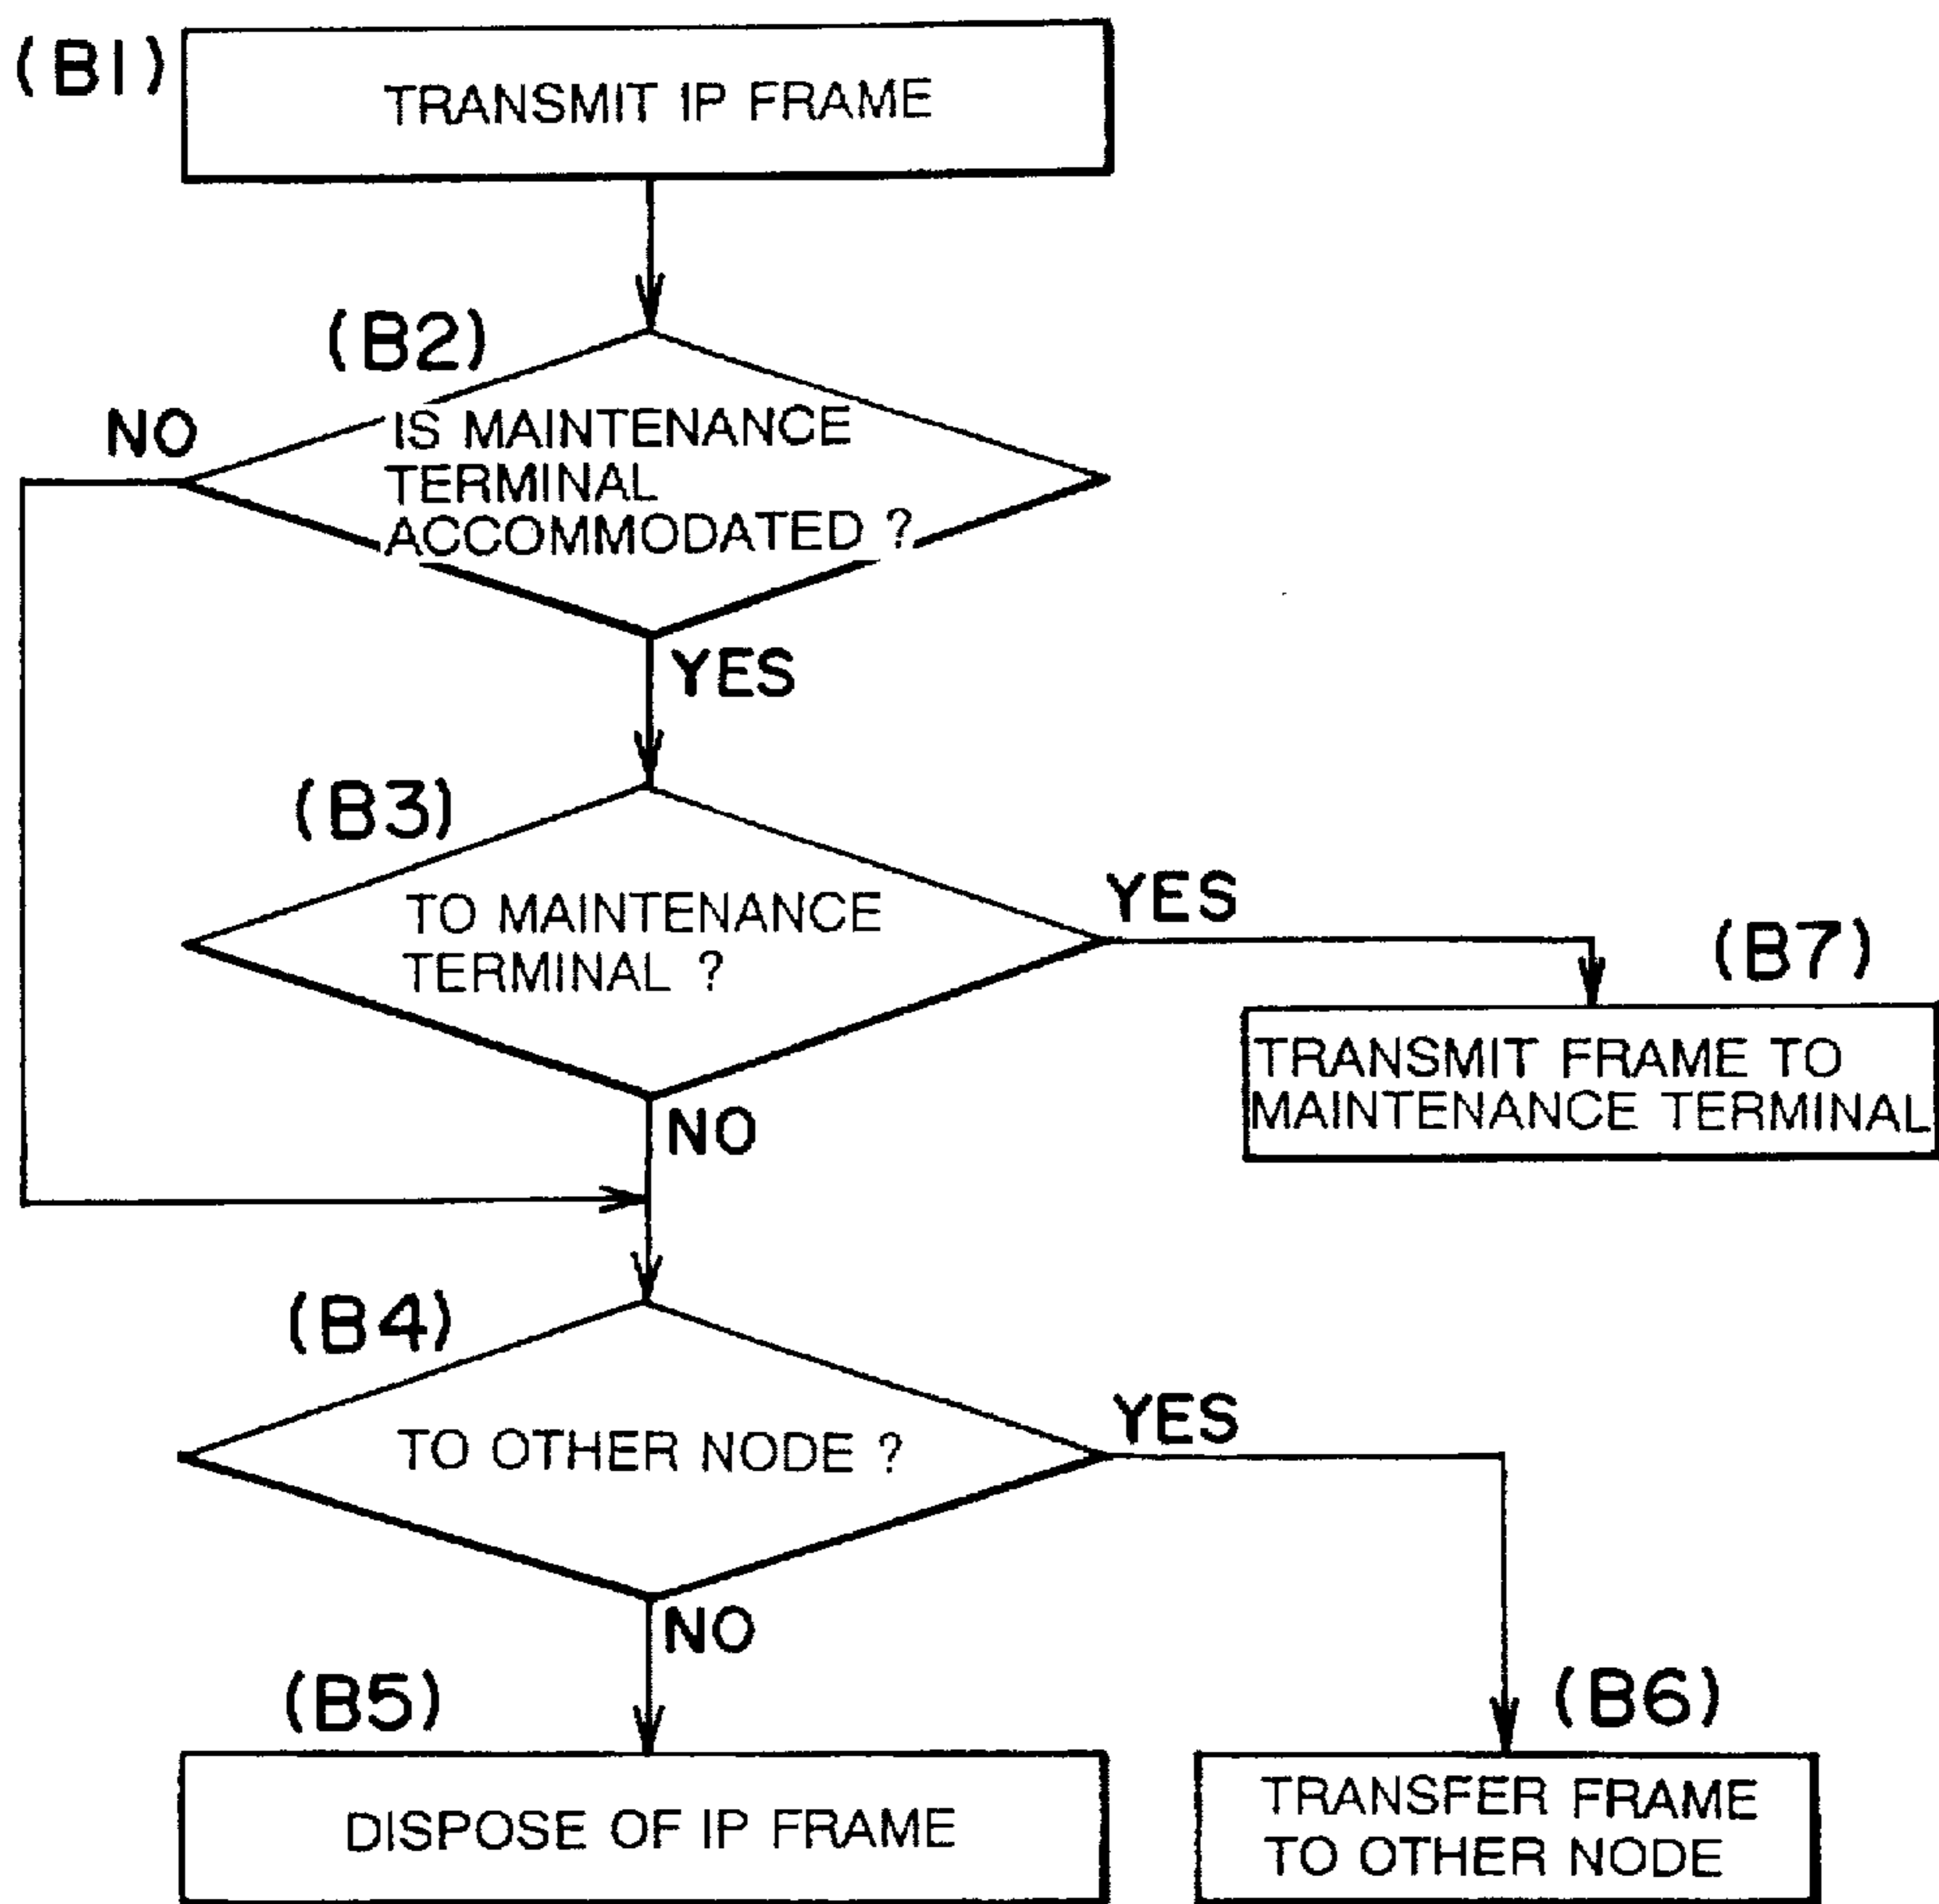 (B1)
TRANSMIT IP FRAME
(B2)
NO
IS MAINTENANCE
TERMINAL
ACCOMMODATED ?
YES
(B3)
TO MAINTENANCE
TERMINAL ?
YES
(B7)
TRANSMIT FRAME TO
MAINTENANCE TERMINAL
NO
(B4)
TO OTHER NODE ?
YES
NO
(B5)
DISPOSE OF IP FRAME
(B6)
TRANSFER FRAME
TO OTHER NODE